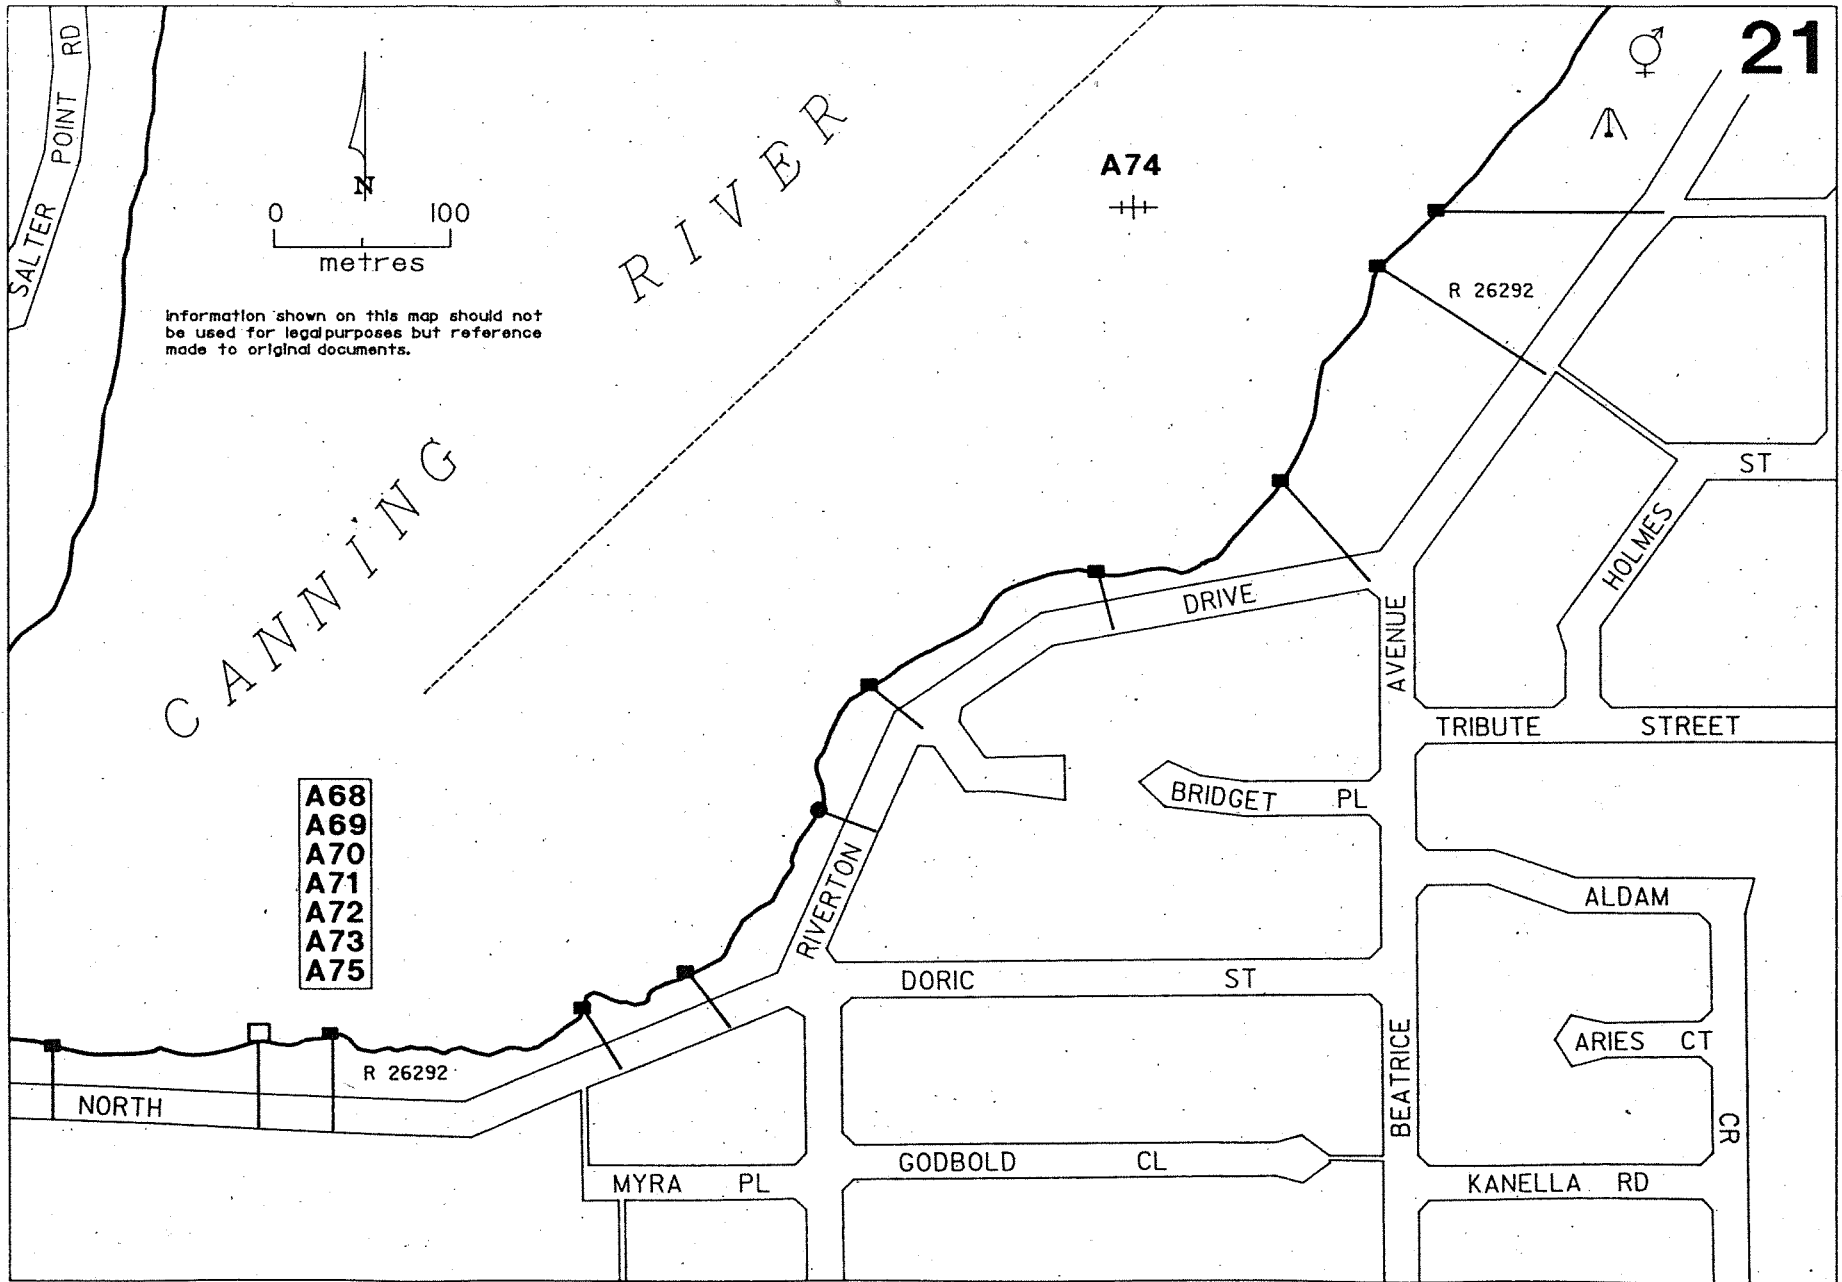 21
SALTER POINT RD
N
0 100
metres
Information shown on this map should not
be used for legal purposes but reference
made to original documents.
CANNING RIVER
A74
R 26292
ST
HOLMES
DRIVE
AVENUE
TRIBUTE STREET
BRIDGET PL
A68
A69
A70
A71
A72
A73
A75
RIVERTON
ALDAM
DORIC ST
BEATRICE
ARIES CT
R 26292
NORTH
CR
GODBOLD CL
MYRA PL
KANELLA RD